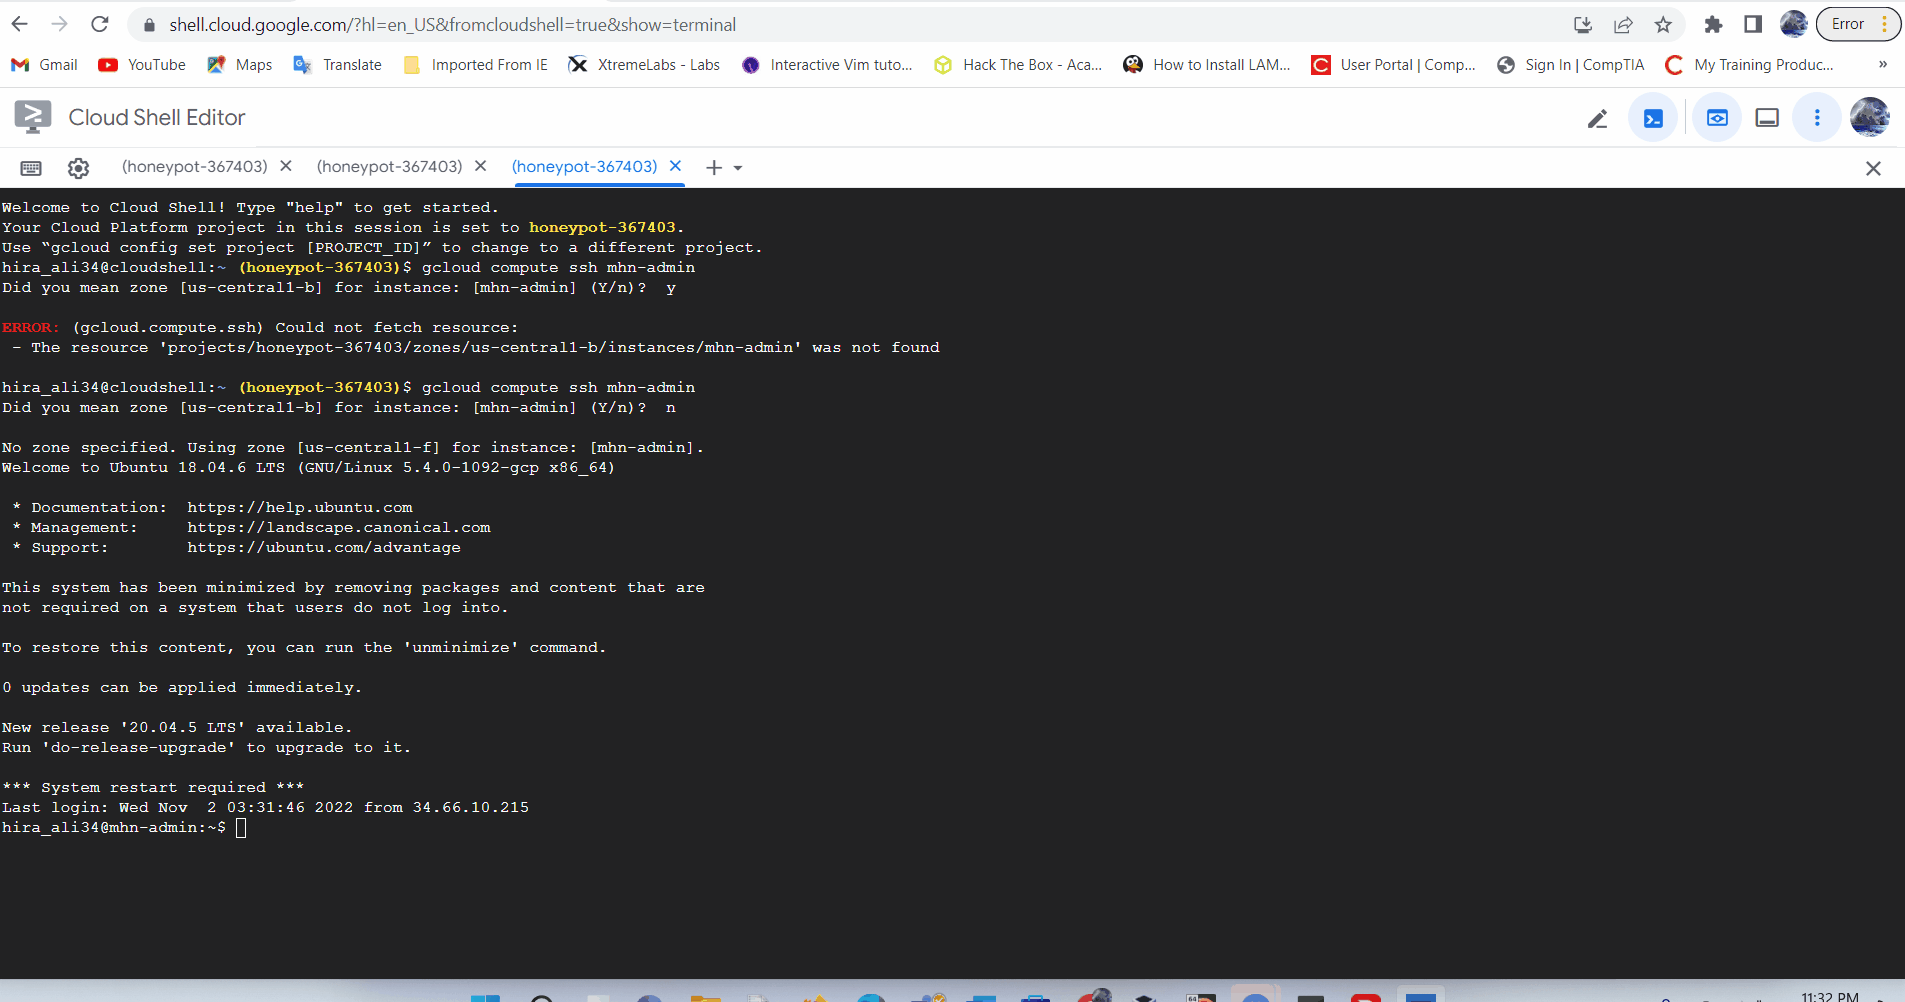 shell.cloud.google.com/?hl=en_US&fromcloudshell=true&show=terminal
Error
Gmail YouTube Maps Translate Imported From IE XtremeLabs - Labs Interactive Vim tuto... Hack The Box - Aca... How to Install LAM... User Portal | Comp... Sign In | CompTIA My Training Produc... »
Cloud Shell Editor
(honeypot-367403) (honeypot-367403) (honeypot-367403)
Welcome to Cloud Shell! Type "help" to get started.
Your Cloud Platform project in this session is set to honeypot-367403.
Use “gcloud config set project [PROJECT_ID]” to change to a different project.
hira_ali34@cloudshell:~ (honeypot-367403)$ gcloud compute ssh mhn-admin
Did you mean zone [us-central1-b] for instance: [mhn-admin] (Y/n)?  y
ERROR: (gcloud.compute.ssh) Could not fetch resource:
- The resource 'projects/honeypot-367403/zones/us-central1-b/instances/mhn-admin' was not found
hira_ali34@cloudshell:~ (honeypot-367403)$ gcloud compute ssh mhn-admin
Did you mean zone [us-central1-b] for instance: [mhn-admin] (Y/n)?  n
No zone specified. Using zone [us-central1-f] for instance: [mhn-admin].
Welcome to Ubuntu 18.04.6 LTS (GNU/Linux 5.4.0-1092-gcp x86_64)
* Documentation:  https://help.ubuntu.com
* Management:     https://landscape.canonical.com
* Support:        https://ubuntu.com/advantage
This system has been minimized by removing packages and content that are
not required on a system that users do not log into.
To restore this content, you can run the 'unminimize' command.
0 updates can be applied immediately.
New release '20.04.5 LTS' available.
Run 'do-release-upgrade' to upgrade to it.
*** System restart required ***
Last login: Wed Nov  2 03:31:46 2022 from 34.66.10.215
hira_ali34@mhn-admin:~$
11:32 PM